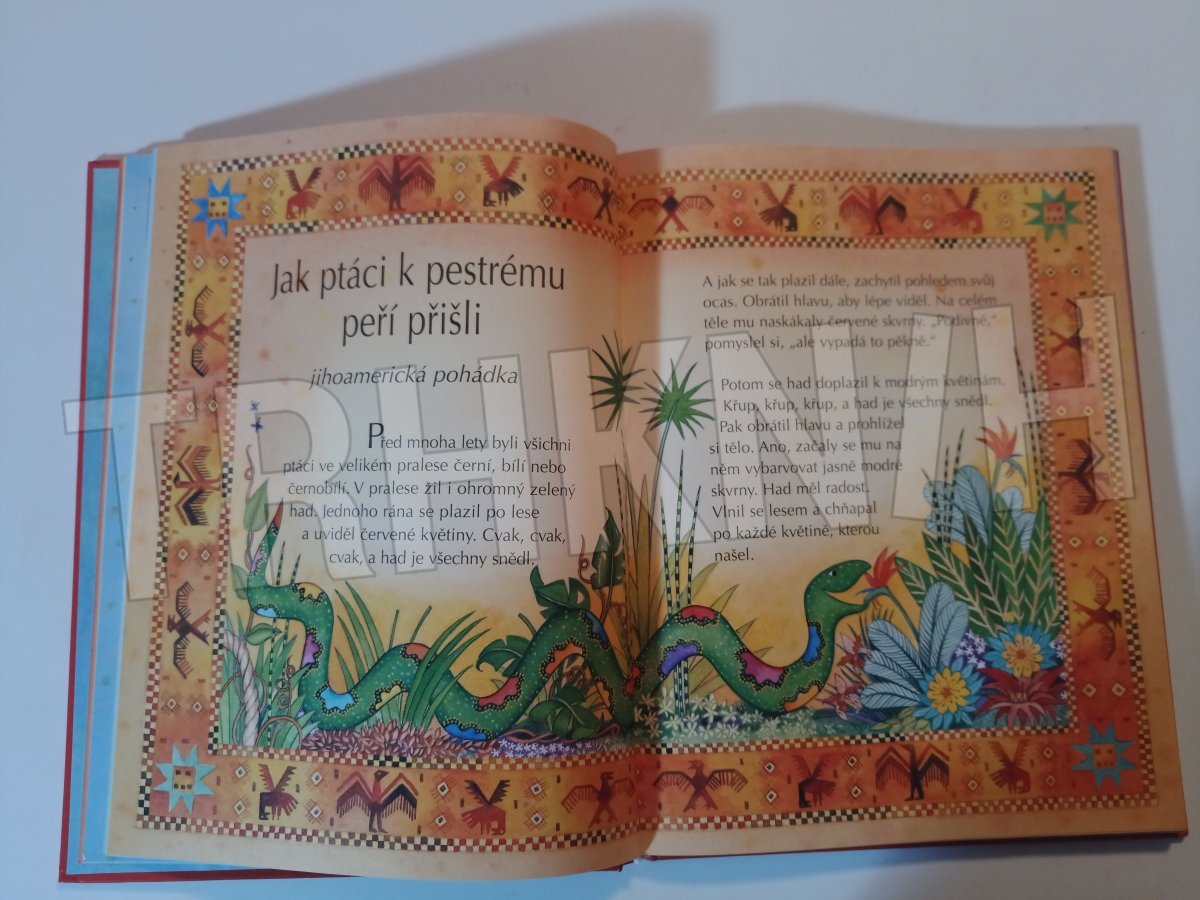 Jak ptáci k pestrému
peří přišli
jihoamerická pohádka
Před mnoha lety byli všichni
ptáci ve velikém pralese černí, bílí nebo
černobílí. V pralese žil i ohromný zelený
had. Jednoho rána se plazil po lese
a uviděl červené květiny. Cvak, cvak,
cvak, a had je všechny snědl.
A jak se tak plazil dále, zachytil pohledem svůj
ocas. Obrátil hlavu, aby lépe viděl. Na celém
těle mu naskákaly červené skvrny. „Podivné,“
pomyslel si, „ale vypadá to pěkně.“
Potom se had doplazil k modrým květinám.
Křup, křup, křup, a had je všechny snědl.
Pak obrátil hlavu a prohlížel
si tělo. Ano, začaly se mu na
něm vybarvovat jasně modré
skvrny. Had měl radost.
Vlnil se lesem a chňapal
po každé květině, kterou
našel.